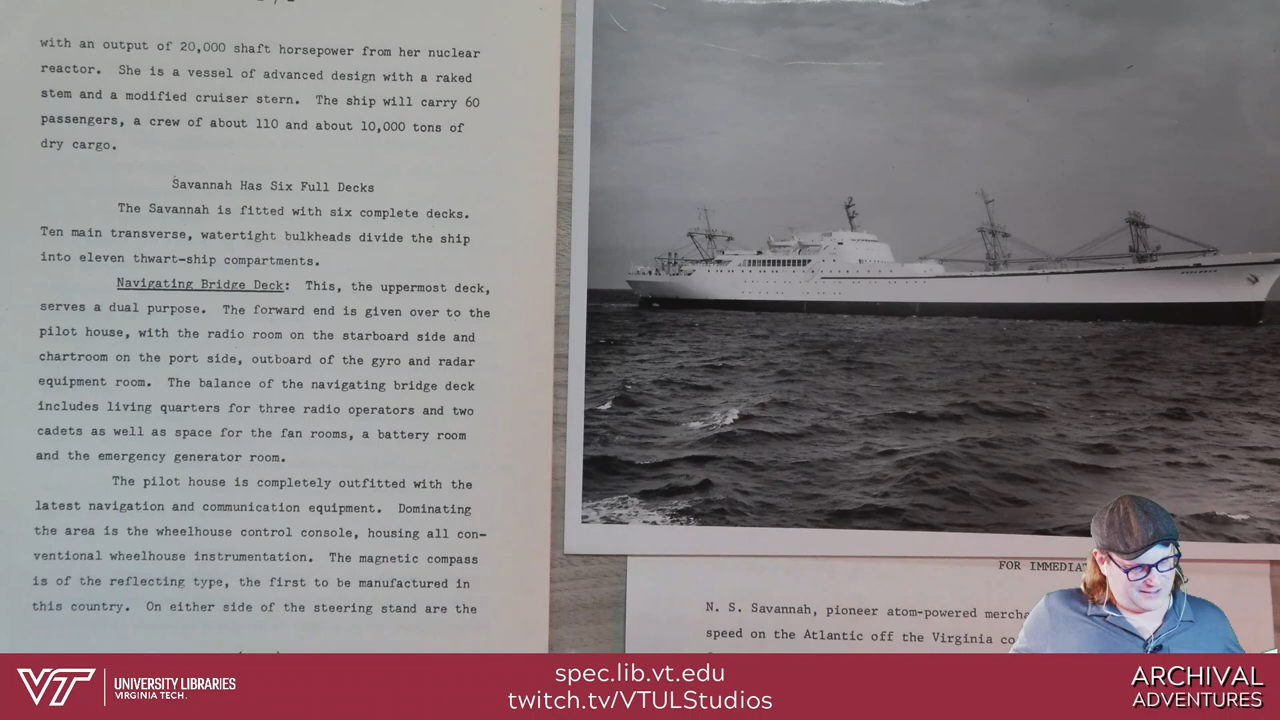 with an output of 20,000 shaft horsepower from her nuclear
reactor. She is a vessel of advanced design with a raked
stem and a modified cruiser stern. The ship will carry 60
passengers, a crew of about 110 and about 10,000 tons of
dry cargo.
Savannah Has Six Full Decks
The Savannah is fitted with six complete decks.
Ten main transverse, watertight bulkheads divide the ship
into eleven thwart-ship compartments.
Navigating Bridge Deck: This, the uppermost deck,
serves a dual purpose. The forward end is given over to the
pilot house, with the radio room on the starboard side and
chartroom on the port side, outboard of the gyro and radar
equipment room. The balance of the navigating bridge deck
includes living quarters for three radio operators and two
cadets as well as space for the fan rooms, a battery room
and the emergency generator room.
The pilot house is completely outfitted with the
latest navigation and communication equipment. Dominating
the area is the wheelhouse control console, housing all con-
ventional wheelhouse instrumentation. The magnetic compass
is of the reflecting type, the first to be manufactured in
this country. On either side of the steering stand are the
FOR
N. S. Savannah, pioneer atom-powered
speed on the Atlantic off the Virginia
VT UNIVERSITY LIBRARIES
VIRGINIA TECH.
spec.lib.vt.edu
twitch.tv/VTULStudios
ARCHIVAL
ADVENTURES